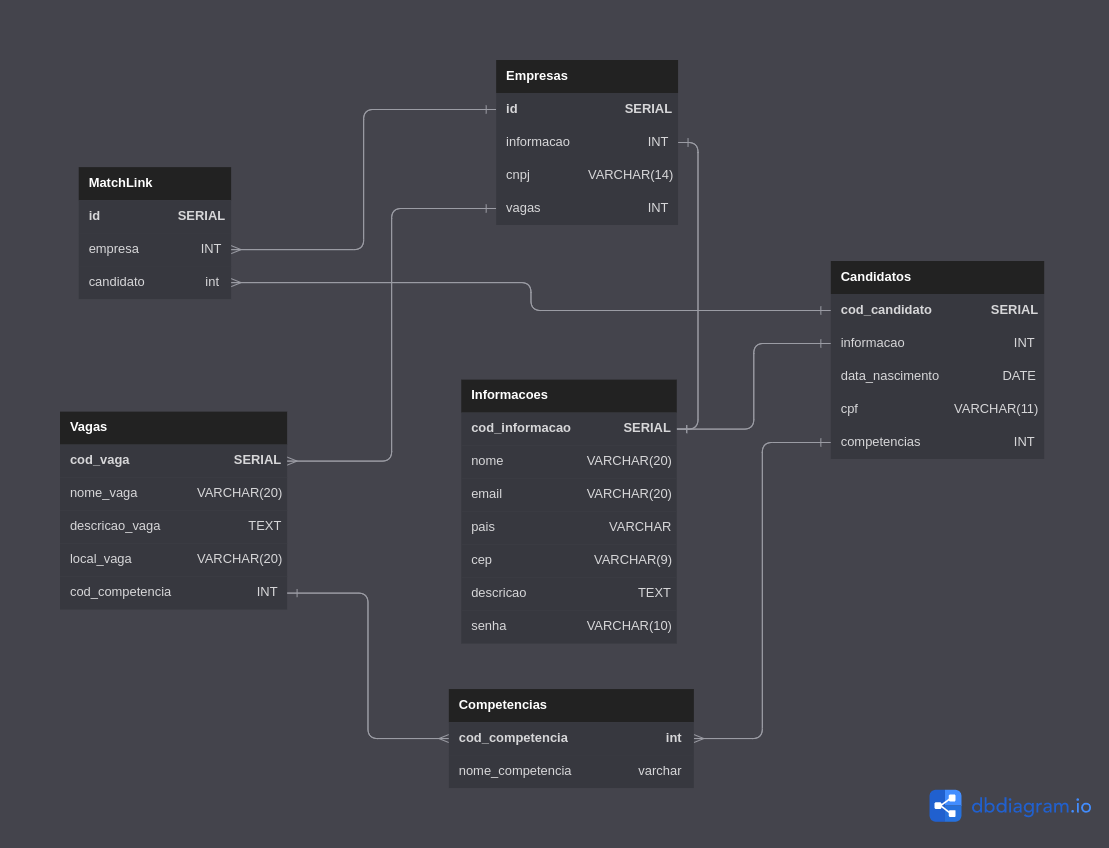 Empresas
id SERIAL
informacao INT
cnpj VARCHAR(14)
vagas INT
MatchLink
id SERIAL
empresa INT
candidato int
Candidatos
cod_candidato SERIAL
informacao INT
data_nascimento DATE
cpf VARCHAR(11)
competencias INT
Informacoes
cod_informacao SERIAL
nome VARCHAR(20)
email VARCHAR(20)
pais VARCHAR
cep VARCHAR(9)
descricao TEXT
senha VARCHAR(10)
Vagas
cod_vaga SERIAL
nome_vaga VARCHAR(20)
descricao_vaga TEXT
local_vaga VARCHAR(20)
cod_competencia INT
Competencias
cod_competencia int
nome_competencia varchar
dbdiagram.io